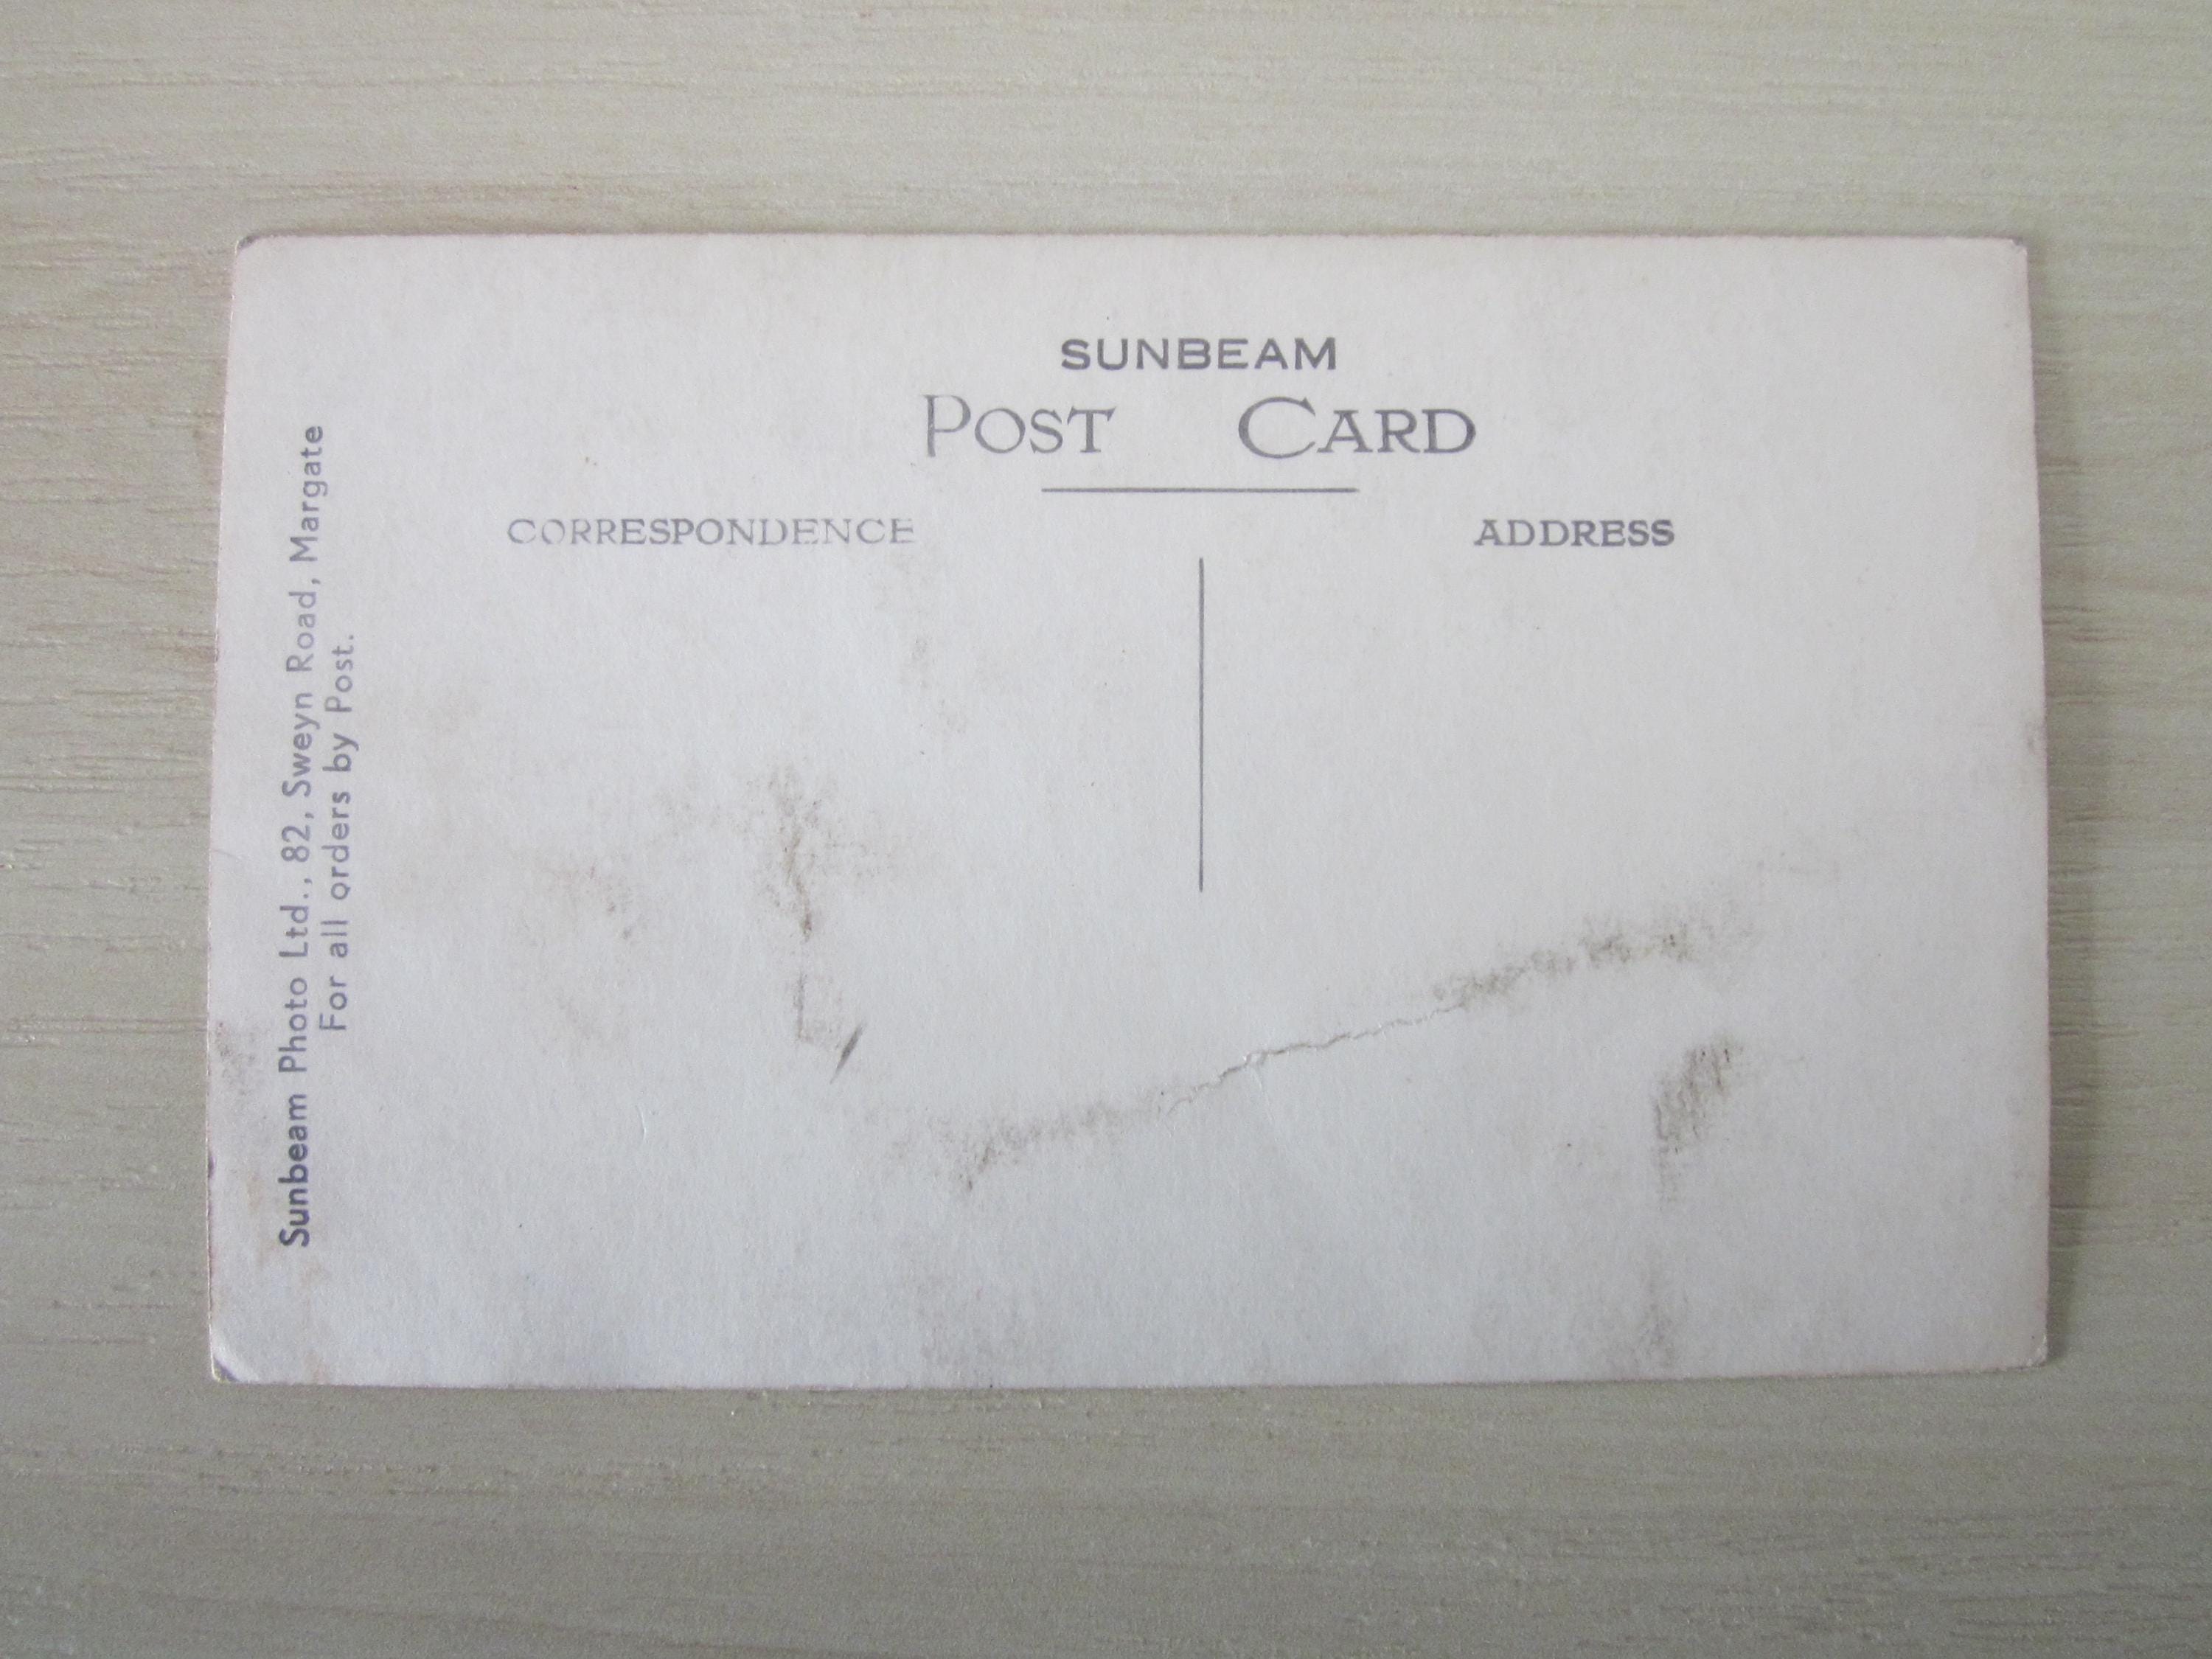 SUNBEAM
POST CARD
CORRESPONDENCE
ADDRESS
Sunbeam Photo Ltd., 82, Sweyn Road, Margate
For all orders by Post.